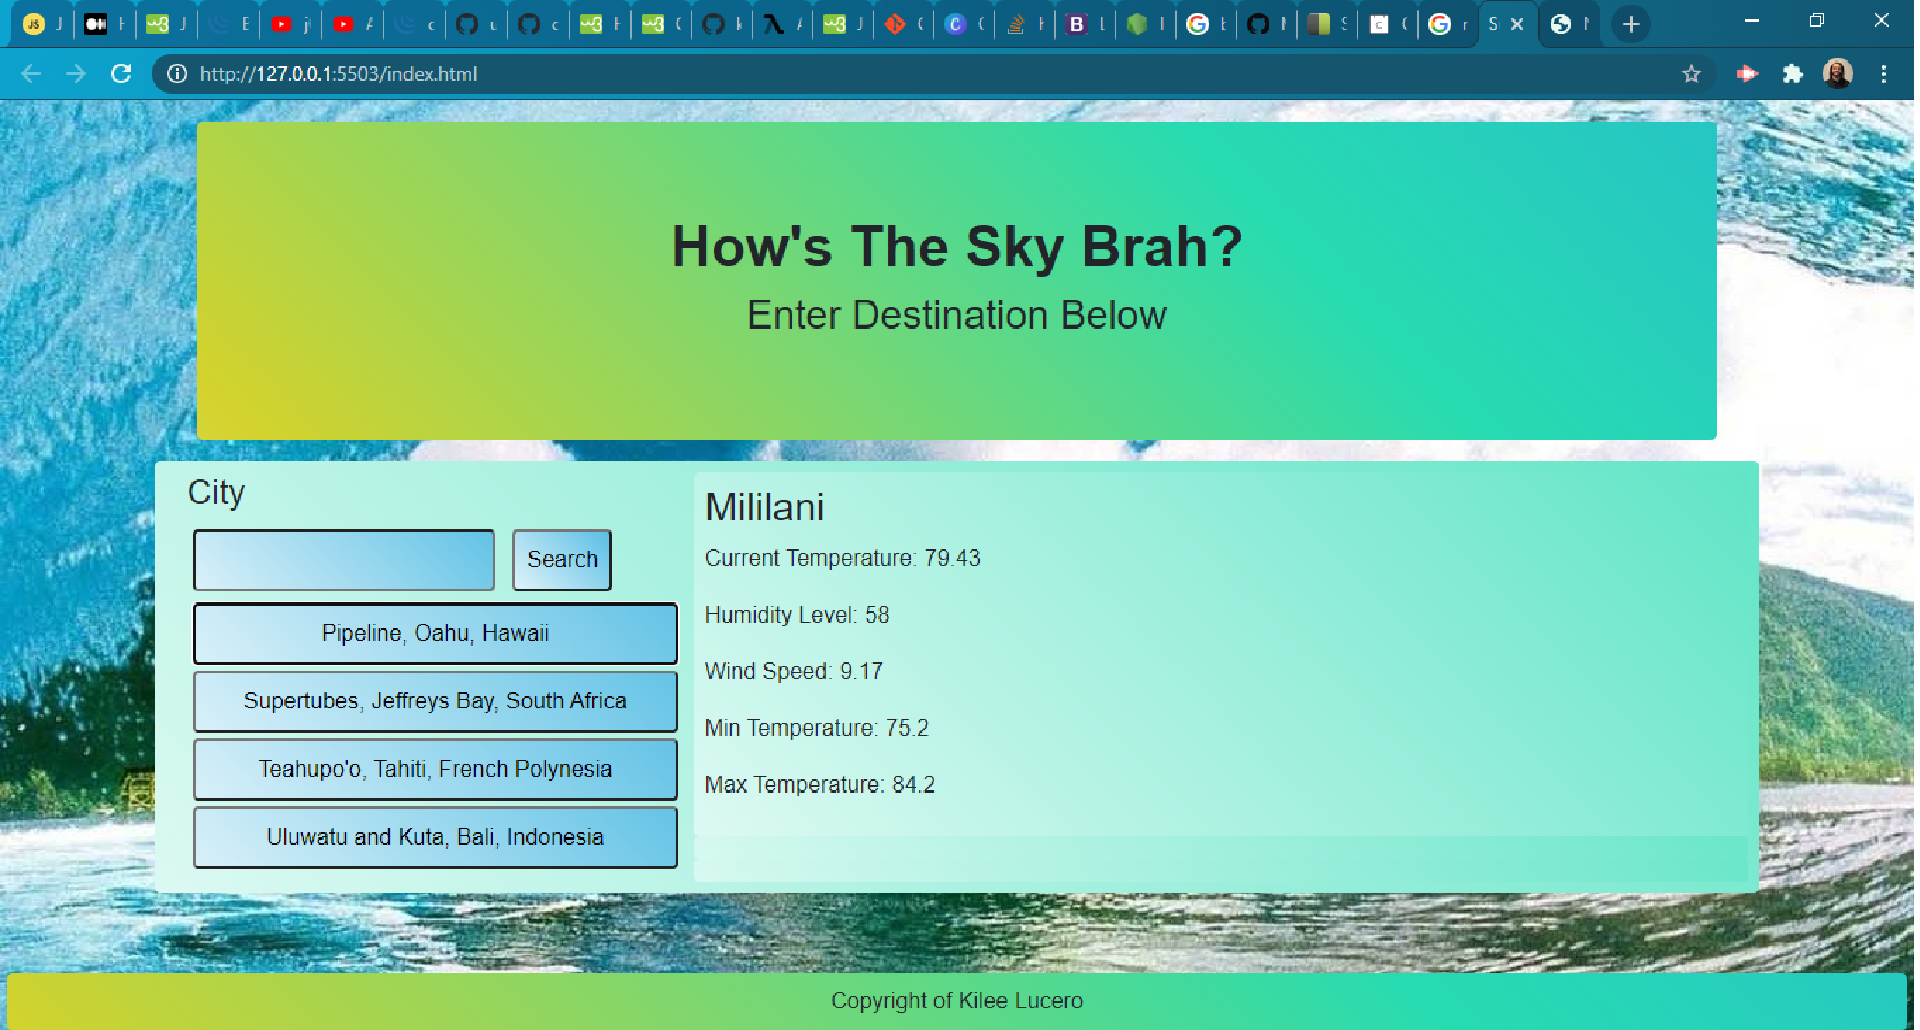 http://127.0.0.1:5503/index.html
How's The Sky Brah?
Enter Destination Below
City
Search
Pipeline, Oahu, Hawaii
Supertubes, Jeffreys Bay, South Africa
Teahupo'o, Tahiti, French Polynesia
Uluwatu and Kuta, Bali, Indonesia
Mililani
Current Temperature: 79.43
Humidity Level: 58
Wind Speed: 9.17
Min Temperature: 75.2
Max Temperature: 84.2
Copyright of Kilee Lucero